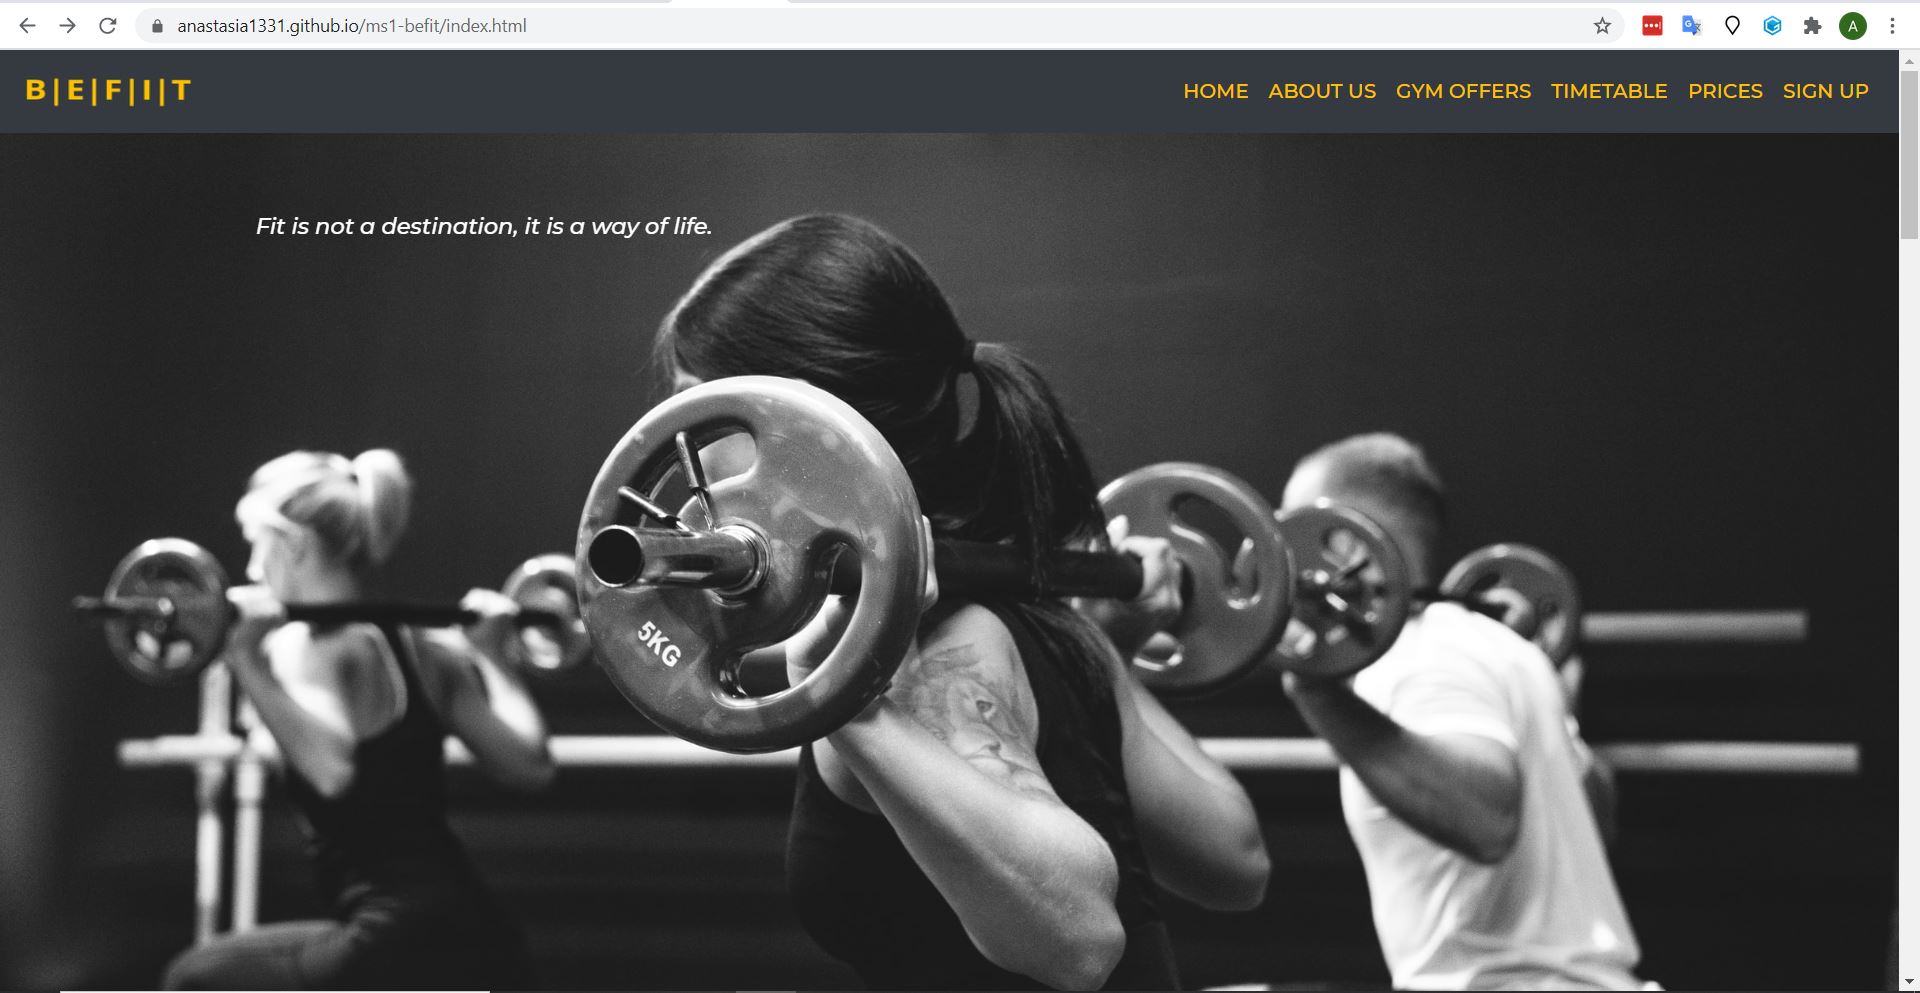 anastasia1331.github.io/ms1-befit/index.html
A
B|E|F|I|T
HOME ABOUT US GYM OFFERS TIMETABLE PRICES SIGN UP
Fit is not a destination, it is a way of life.
5KG